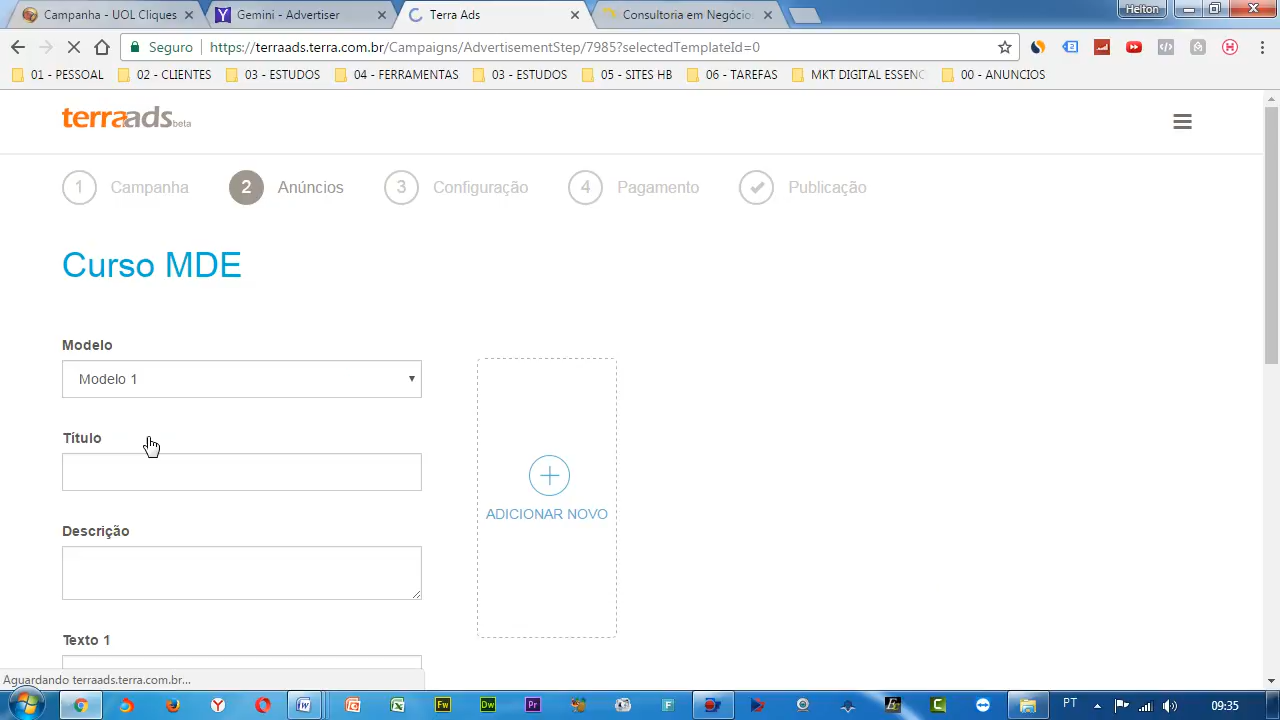 Campanha - UOL Cliques
Gemini - Advertiser
Terra Ads
Consultoria em Negócio
Helton
Seguro
https://terraads.terra.com.br/Campaigns/AdvertisementStep/7985?selectedTemplateId=0
01 - PESSOAL
02 - CLIENTES
03 - ESTUDOS
04 - FERRAMENTAS
03 - ESTUDOS
05 - SITES HB
06 - TAREFAS
MKT DIGITAL ESSENC
00 - ANUNCIOS
terraads beta
1 Campanha
2 Anúncios
3 Configuração
4 Pagamento
Publicação
Curso MDE
Modelo
Modelo 1
Título
Descrição
Texto 1
ADICIONAR NOVO
Aguardando terraads.terra.com.br...
Fw
Dw
Pr
F
C
PT
09:35